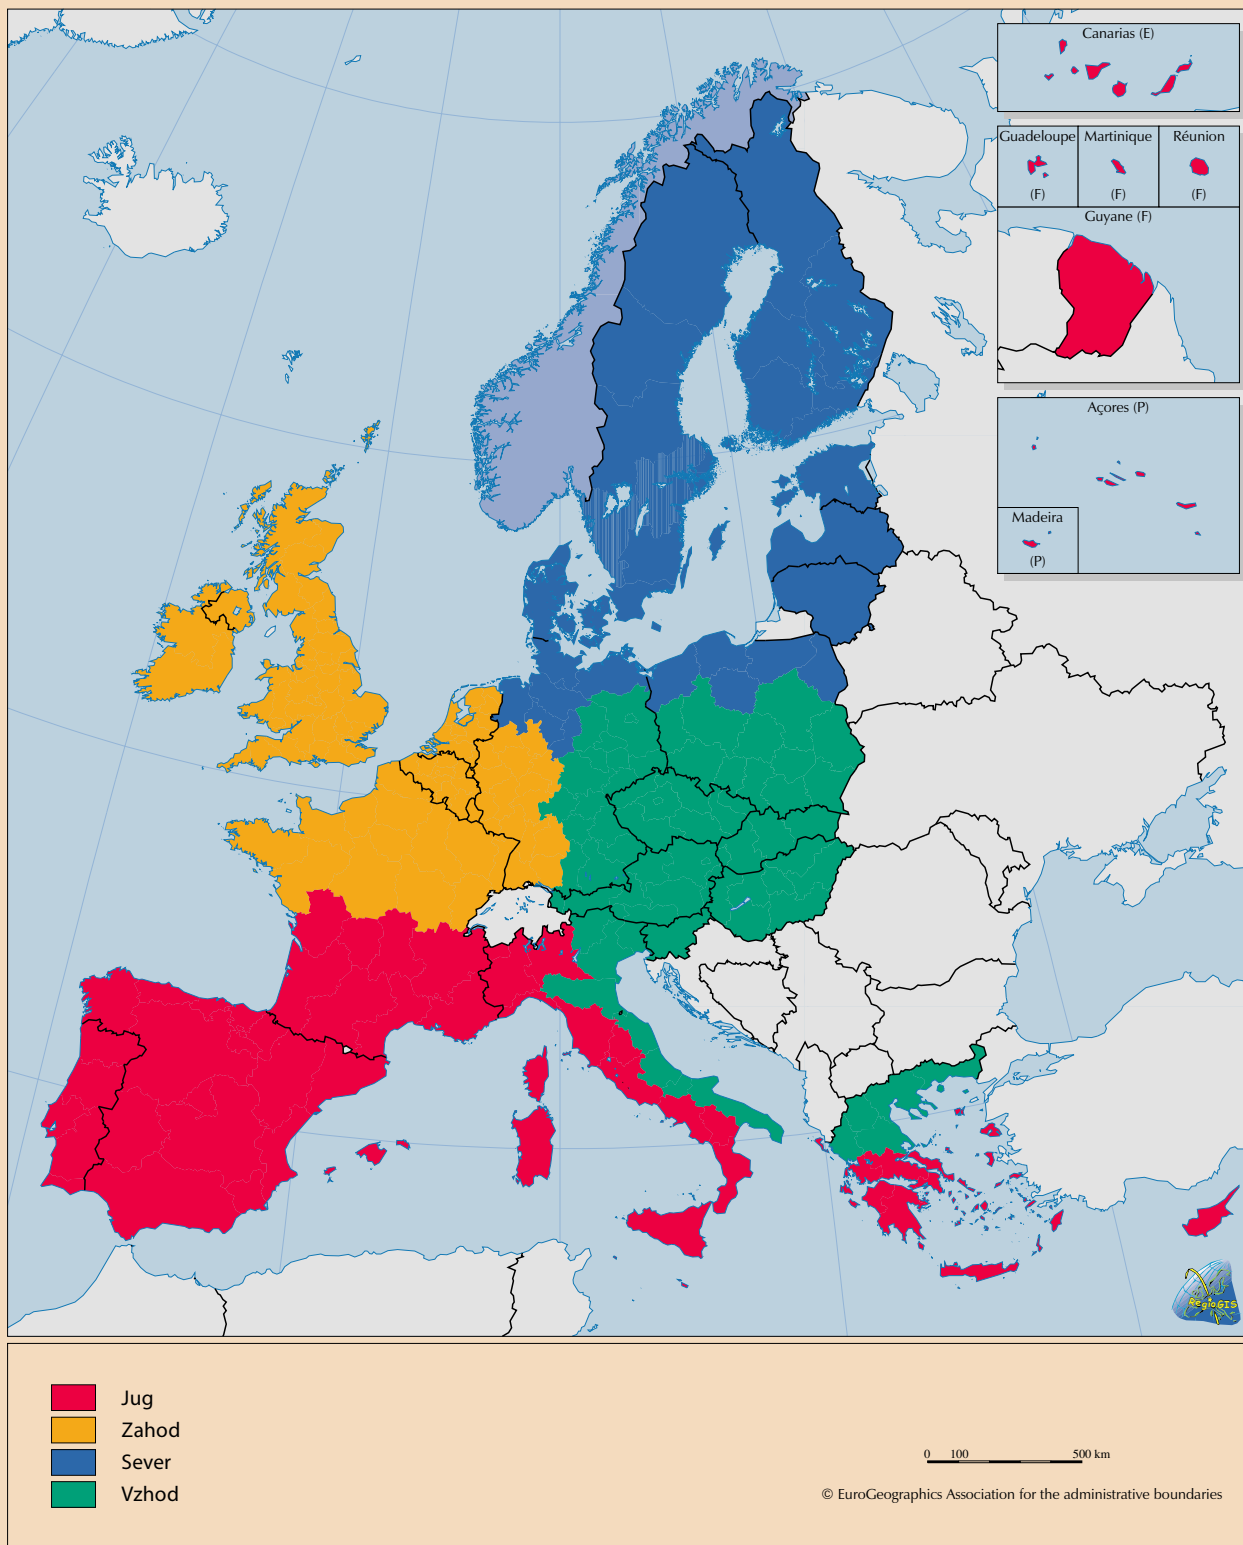 Canarias (E)
Guadeloupe
Martinique
Réunion
(F)
(F)
(F)
Guyane (F)
Açores (P)
Madeira
(P)
RegioGIS
Jug
Zahod
Sever
Vzhod
0 100 500 km
© EuroGeographics Association for the administrative boundaries